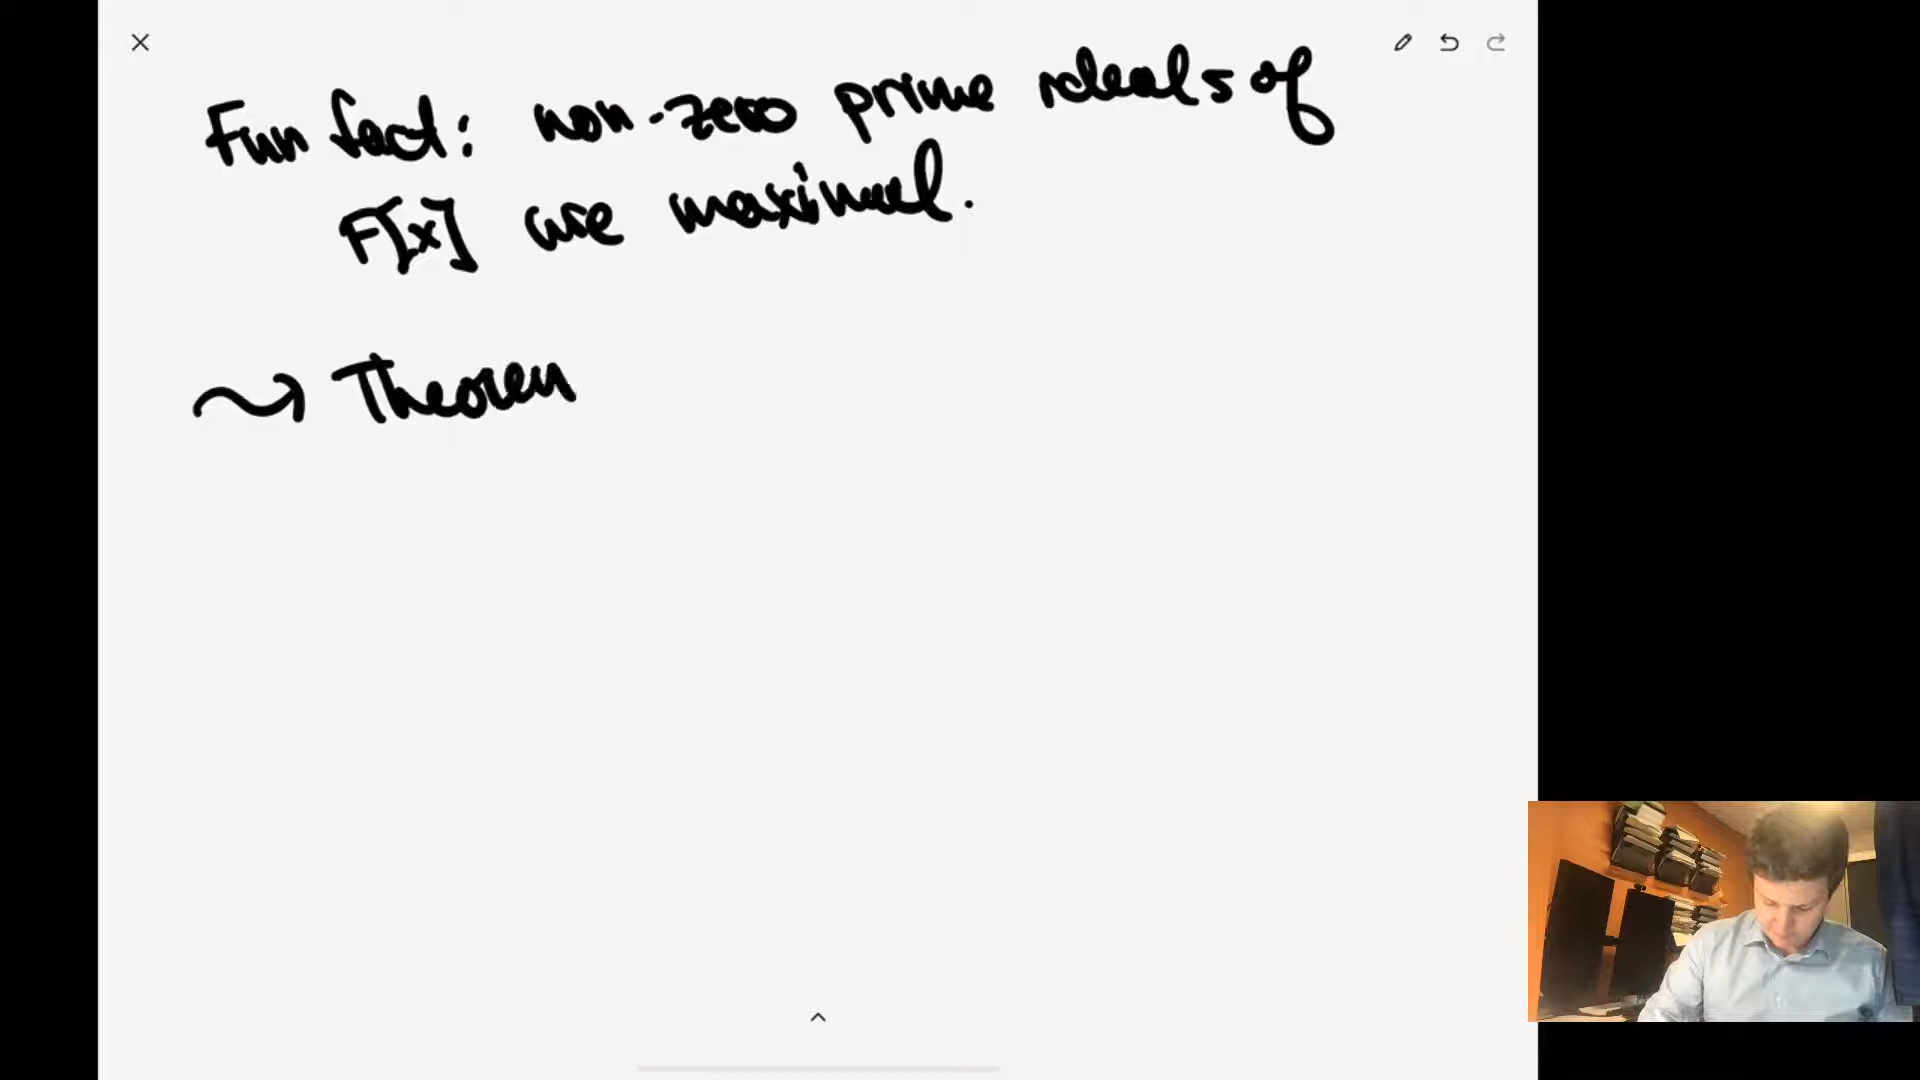 Fun fact: non-zero prime ideals of
F[x] are maximal.
⇝ Theorem